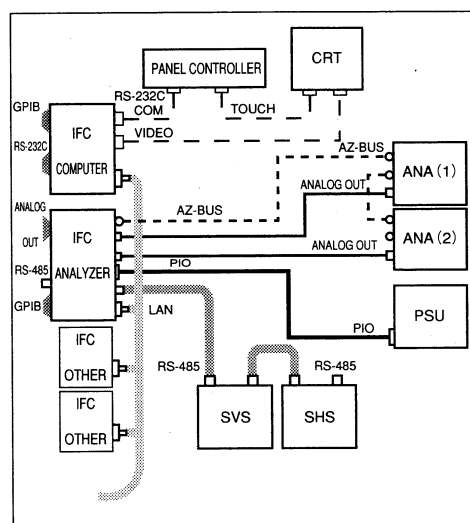 CRT
PANEL CONTROLLER
RS-232C
COM
TOUCH
GPIB
IFC
COMPUTER
RS-232C
VIDEO
AZ-BUS
ANA (1)
ANALOG OUT
AZ-BUS
ANALOG
OUT
IFC
ANALYZER
ANA (2)
ANALOG OUT
RS-485
PIO
GPIB
LAN
PSU
PIO
IFC
OTHER
RS-485
RS-485
IFC
OTHER
SVS
SHS